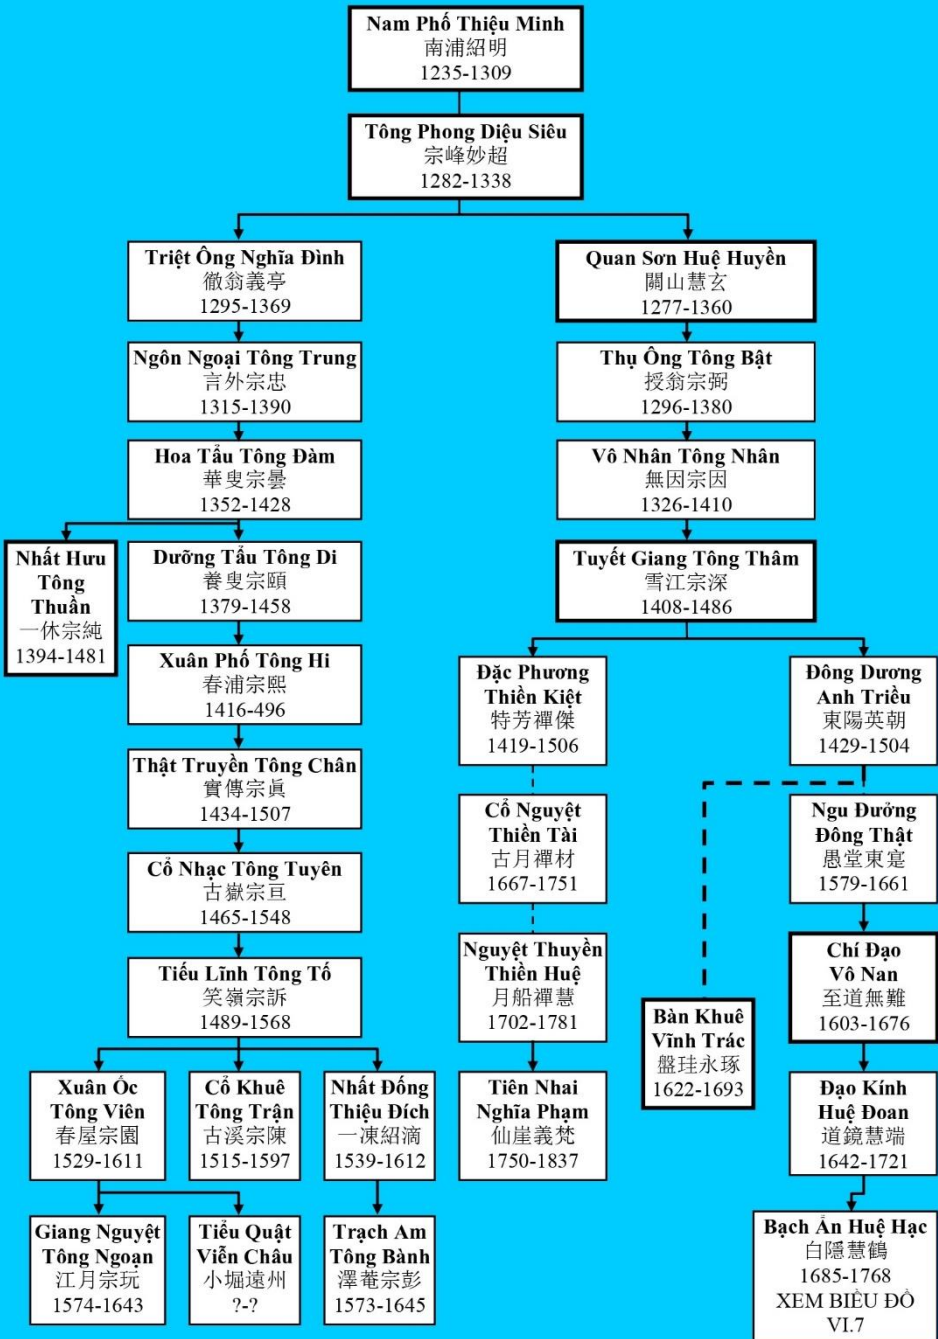 Nam Phố Thiệu Minh
南浦紹明
1235-1309
Tông Phong Diệu Siêu
宗峰妙超
1282-1338
Triệt Ông Nghĩa Đình
徹翁義亭
1295-1369
Quan Sơn Huệ Huyền
關山慧玄
1277-1360
Ngôn Ngoại Tông Trung
言外宗忠
1315-1390
Thụ Ông Tông Bật
授翁宗弼
1296-1380
Hoa Tẩu Tông Đàm
華叟宗曇
1352-1428
Vô Nhân Tông Nhân
無因宗因
1326-1410
Nhất Hưu
Tông
Thuần
一休宗純
1394-1481
Dưỡng Tẩu Tông Di
養叟宗頤
1379-1458
Tuyết Giang Tông Thâm
雪江宗深
1408-1486
Xuân Phố Tông Hi
春浦宗熙
1416-496
Đặc Phương
Thiền Kiệt
特芳禪傑
1419-1506
Đông Dương
Anh Triều
東陽英朝
1429-1504
Thật Truyền Tông Chân
實傳宗眞
1434-1507
Cổ Nguyệt
Thiền Tài
古月禪材
1667-1751
Ngu Đưởng
Đông Thật
愚堂東寔
1579-1661
Cổ Nhạc Tông Tuyên
古嶽宗亘
1465-1548
Tiếu Lĩnh Tông Tố
笑嶺宗訴
1489-1568
Nguyệt Thuyền
Thiền Huệ
月船禪慧
1702-1781
Chí Đạo
Vô Nan
至道無難
1603-1676
Bàn Khuê
Vĩnh Trác
盤珪永琢
1622-1693
Xuân Ốc
Tông Viên
春屋宗園
1529-1611
Cổ Khuê
Tông Trận
古溪宗陳
1515-1597
Nhất Đống
Thiệu Đích
一凍紹滴
1539-1612
Tiên Nhai
Nghĩa Phạm
仙崖義梵
1750-1837
Đạo Kính
Huệ Đoan
道鏡慧端
1642-1721
Giang Nguyệt
Tông Ngoạn
江月宗玩
1574-1643
Tiểu Quật
Viễn Châu
小堀遠州
?-?
Trạch Am
Tông Bành
澤菴宗彭
1573-1645
Bạch Ẩn Huệ Hạc
白隱慧鶴
1685-1768
XEM BIỂU ĐỒ
VI.7